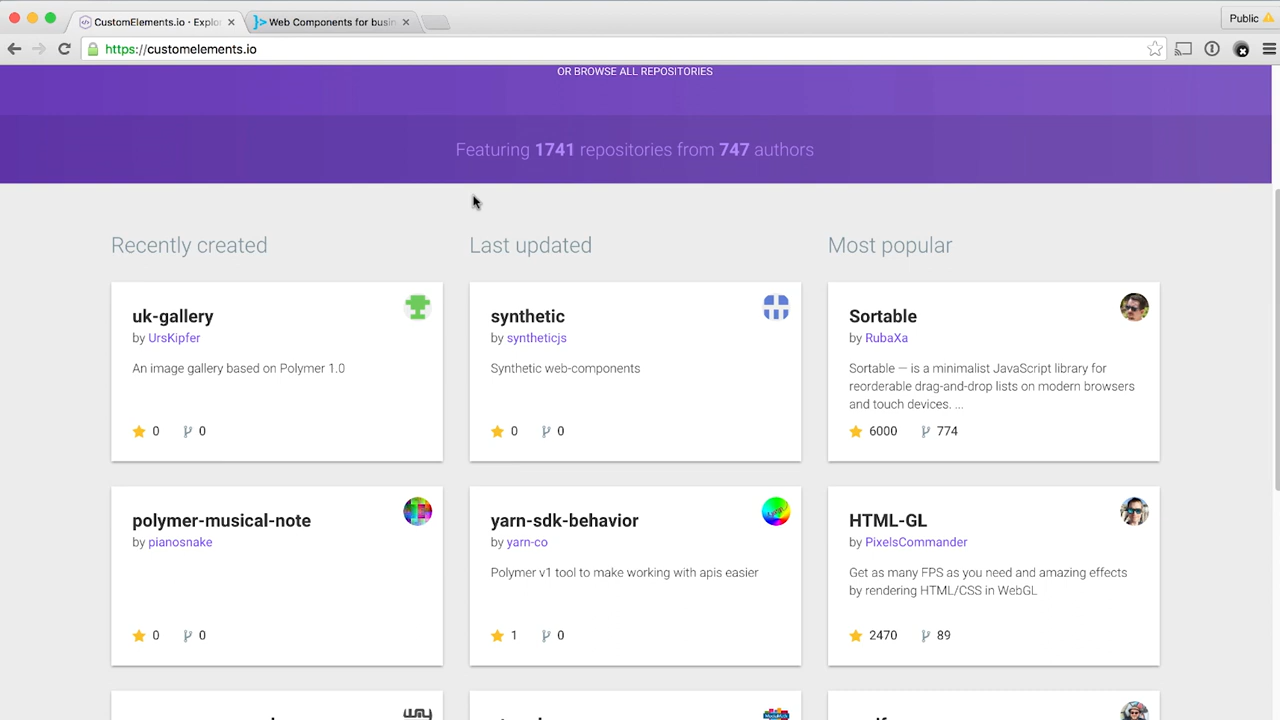 CustomElements.io · Explo
Web Components for busin
Public
https://customelements.io
OR BROWSE ALL REPOSITORIES
Featuring 1741 repositories from 747 authors
Recently created
Last updated
Most popular
uk-gallery
by UrsKipfer
An image gallery based on Polymer 1.0
0 0
synthetic
by syntheticjs
Synthetic web-components
0 0
Sortable
by RubaXa
Sortable — is a minimalist JavaScript library for
reorderable drag-and-drop lists on modern browsers
and touch devices. ...
6000 774
polymer-musical-note
by pianosnake
0 0
yarn-sdk-behavior
by yarn-co
Polymer v1 tool to make working with apis easier
1 0
HTML-GL
by PixelsCommander
Get as many FPS as you need and amazing effects
by rendering HTML/CSS in WebGL
2470 89